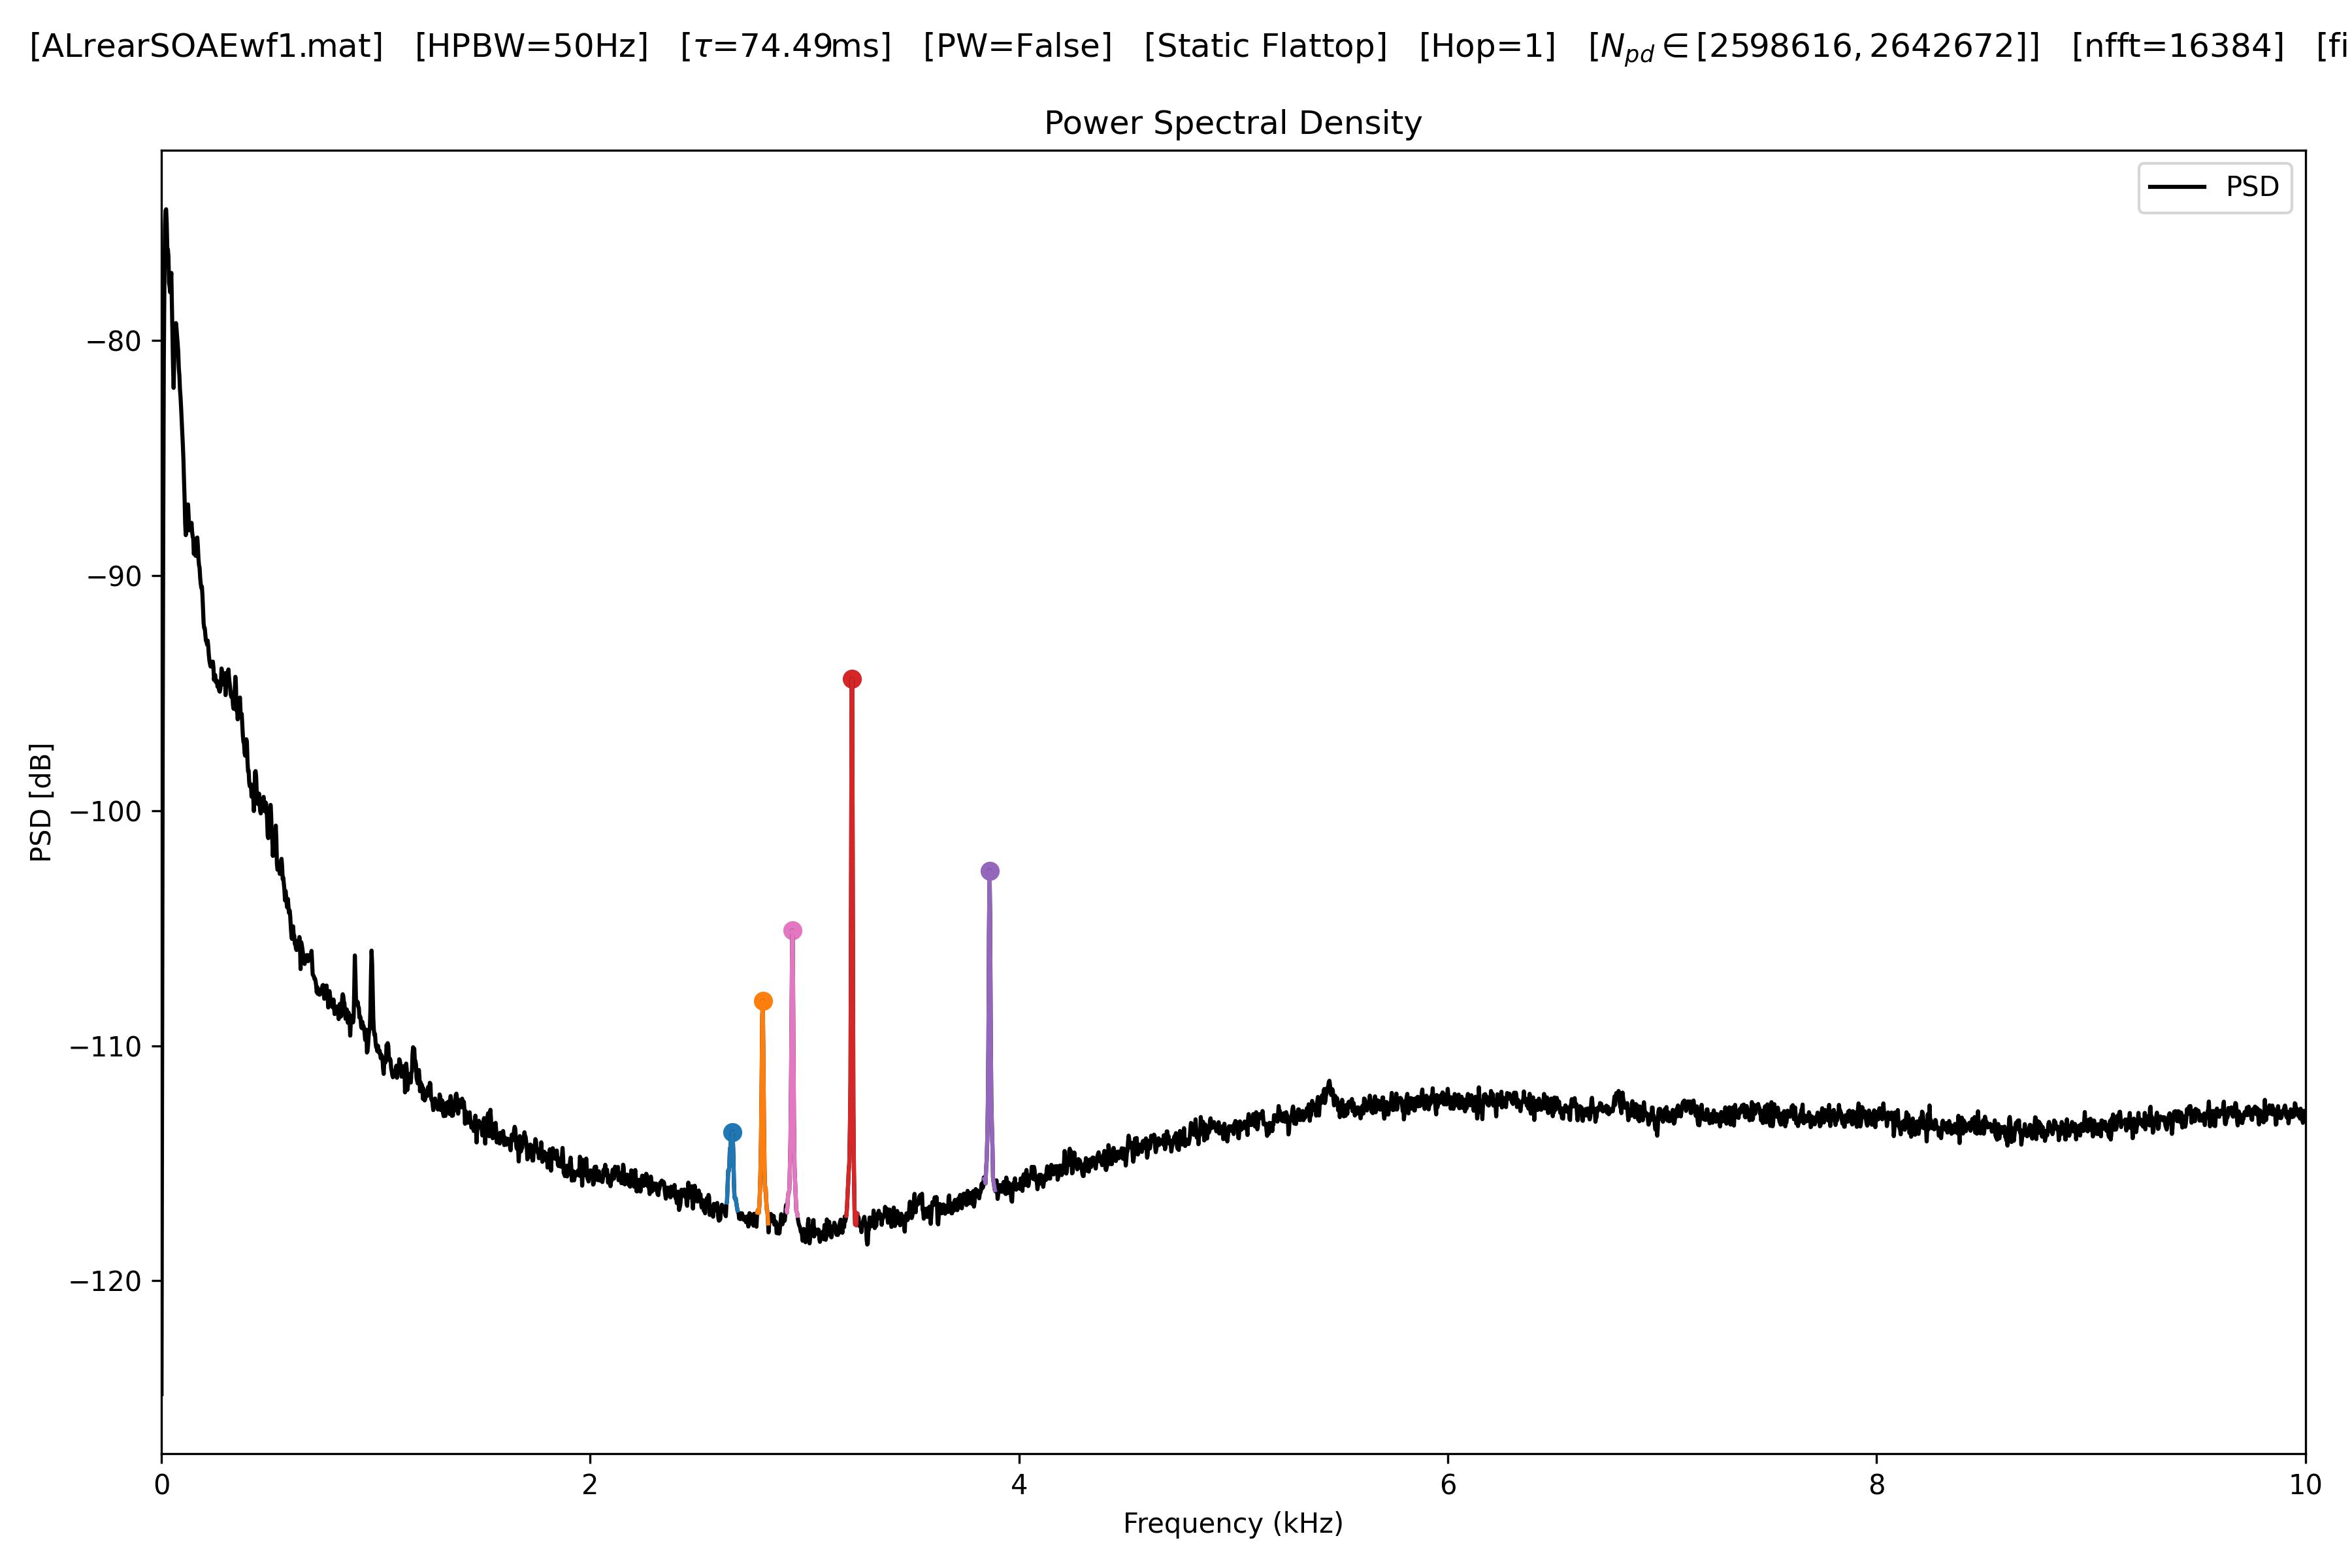 [ALrearSOAEwf1.mat] [HPBW=50Hz] [τ=74.49ms] [PW=False] [Static Flattop] [Hop=1] [N_pd ∈ [2598616, 2642672]] [nfft=16384] [fi
Power Spectral Density
PSD
−80
−90
−100
−110
−120
PSD [dB]
0 2 4 6 8 10
Frequency (kHz)